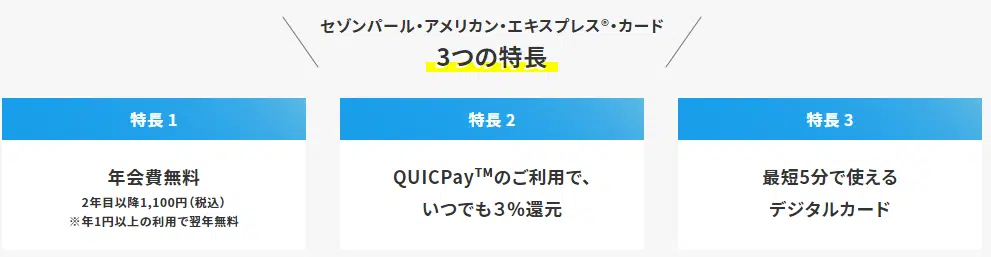 セゾンパール・アメリカン・エキスプレス®・カード
3つの特長
特長 1
年会費無料
2年目以降1,100円(税込)
※年1円以上の利用で翌年無料
特長 2
QUICPay™のご利用で、
いつでも3%還元
特長 3
最短5分で使える
デジタルカード